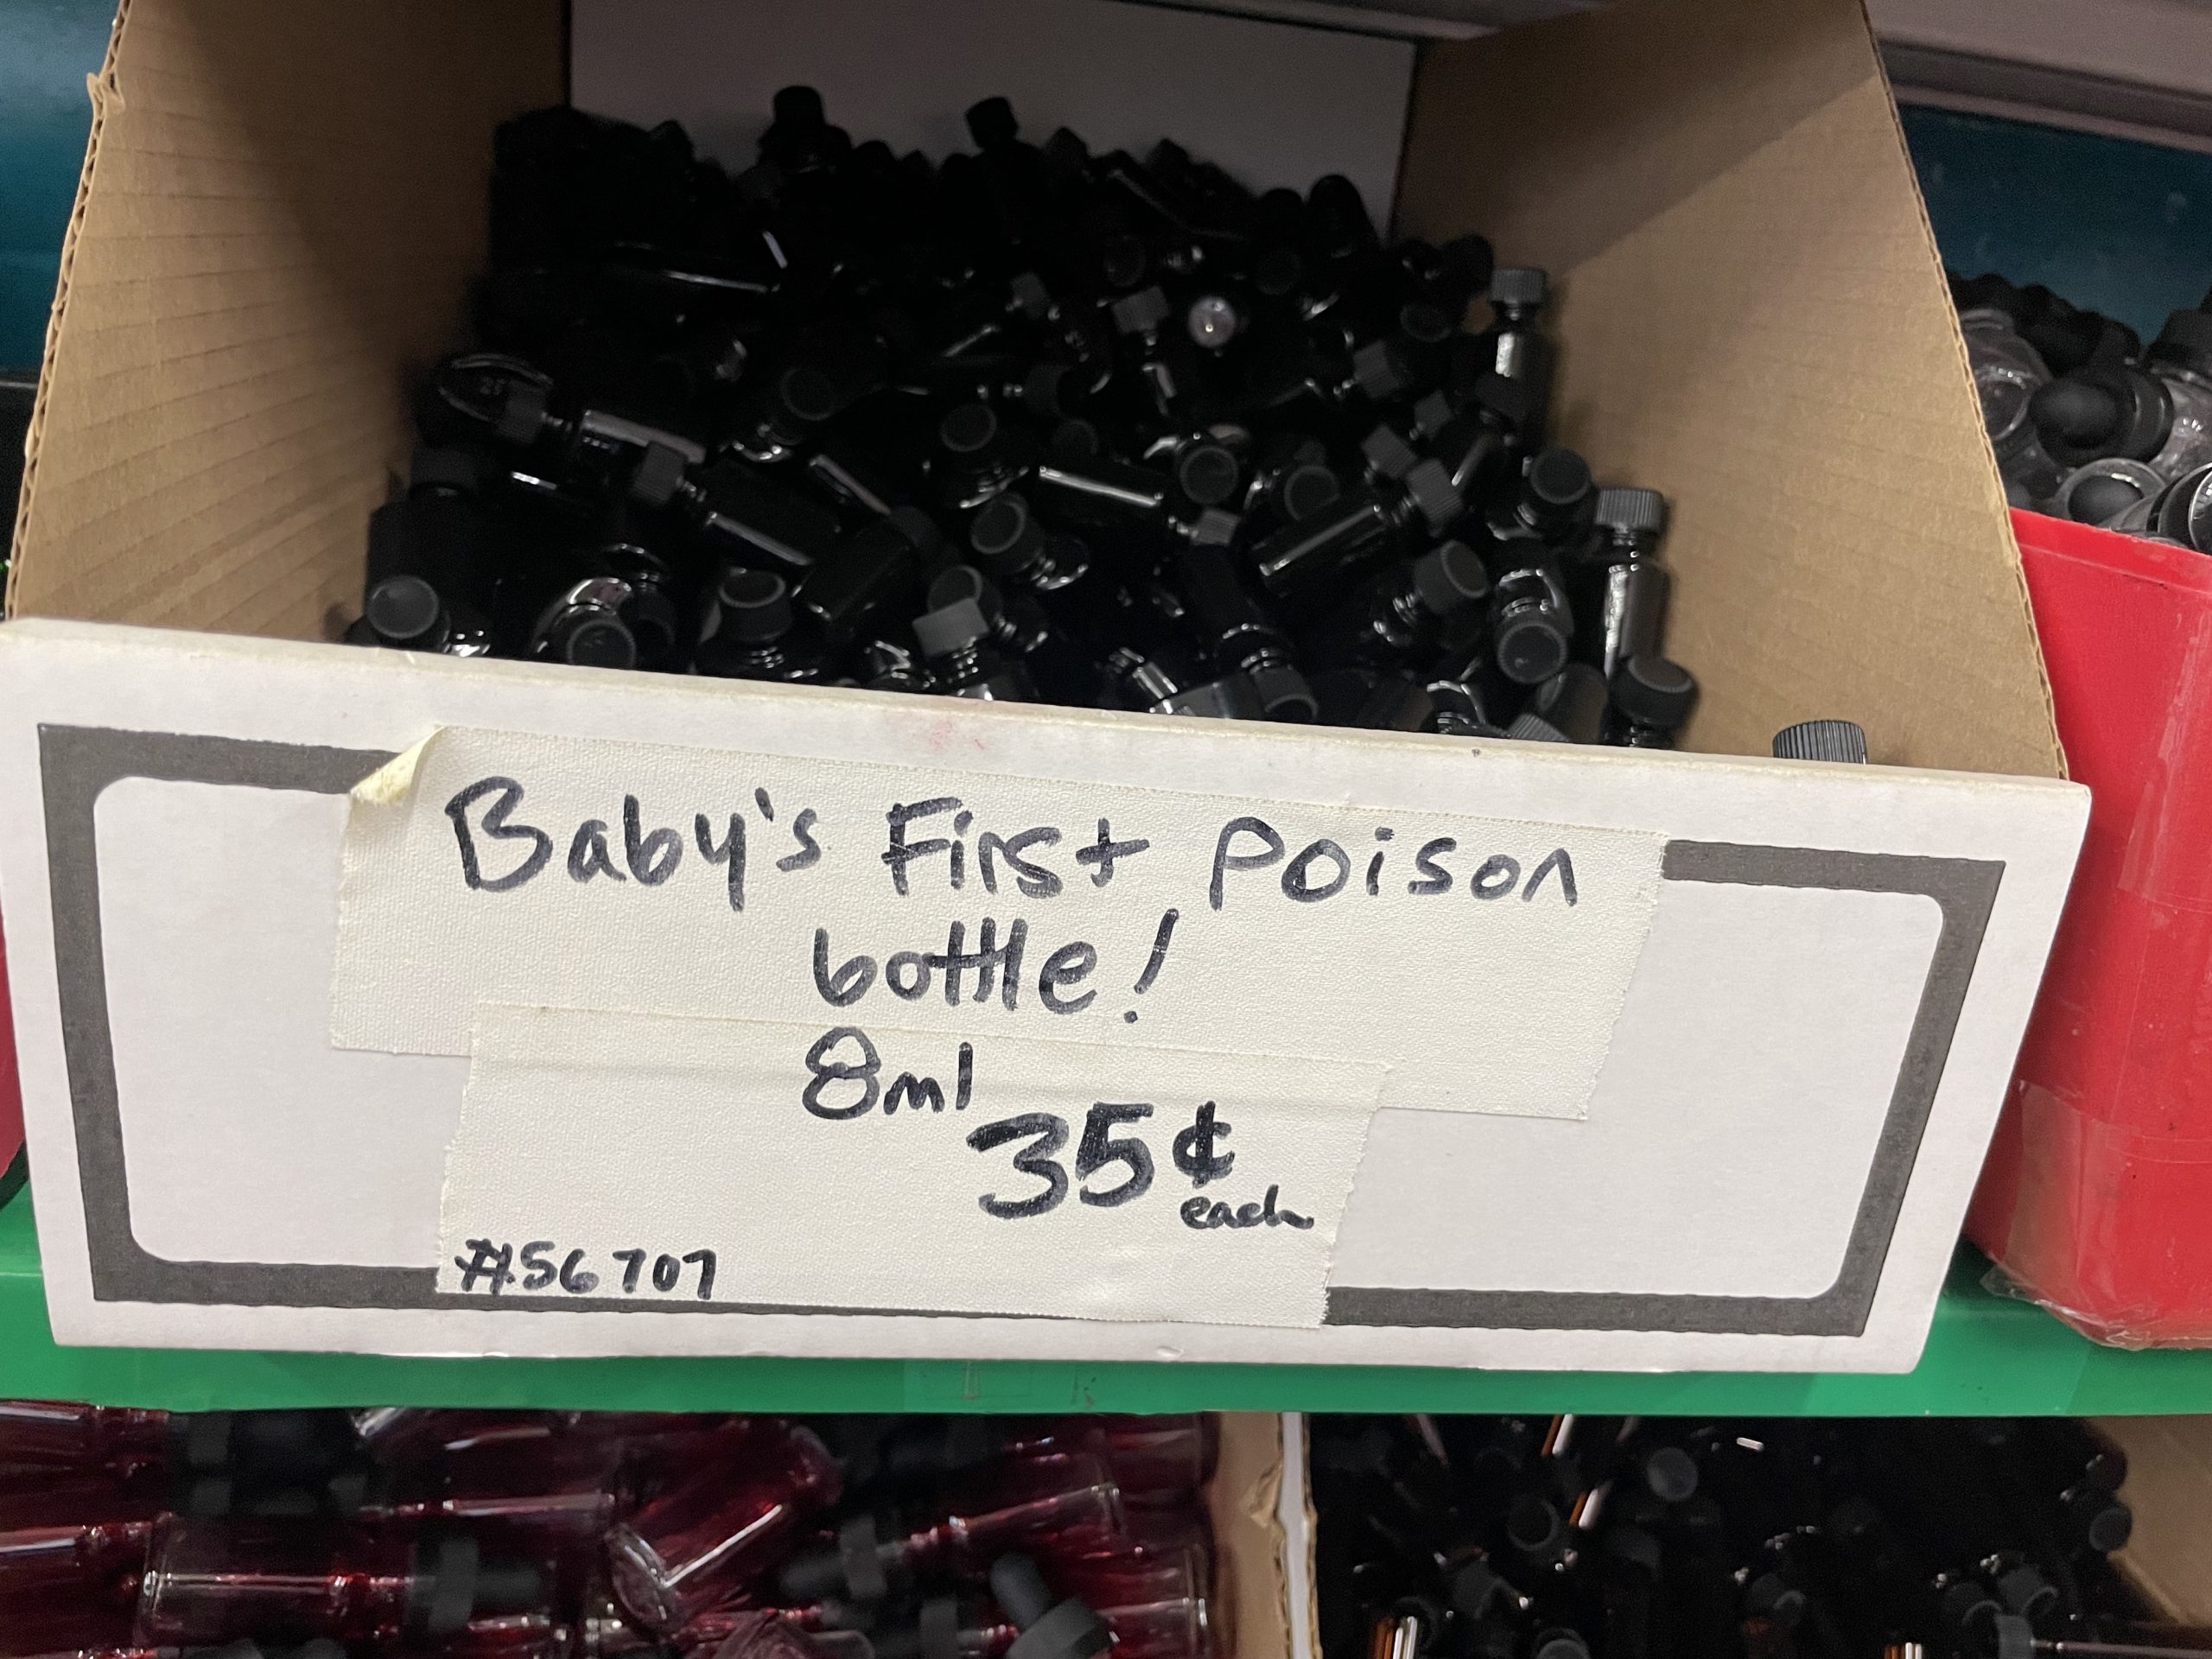 Baby's First Poison
bottle!
8ml
35¢
each
#56707